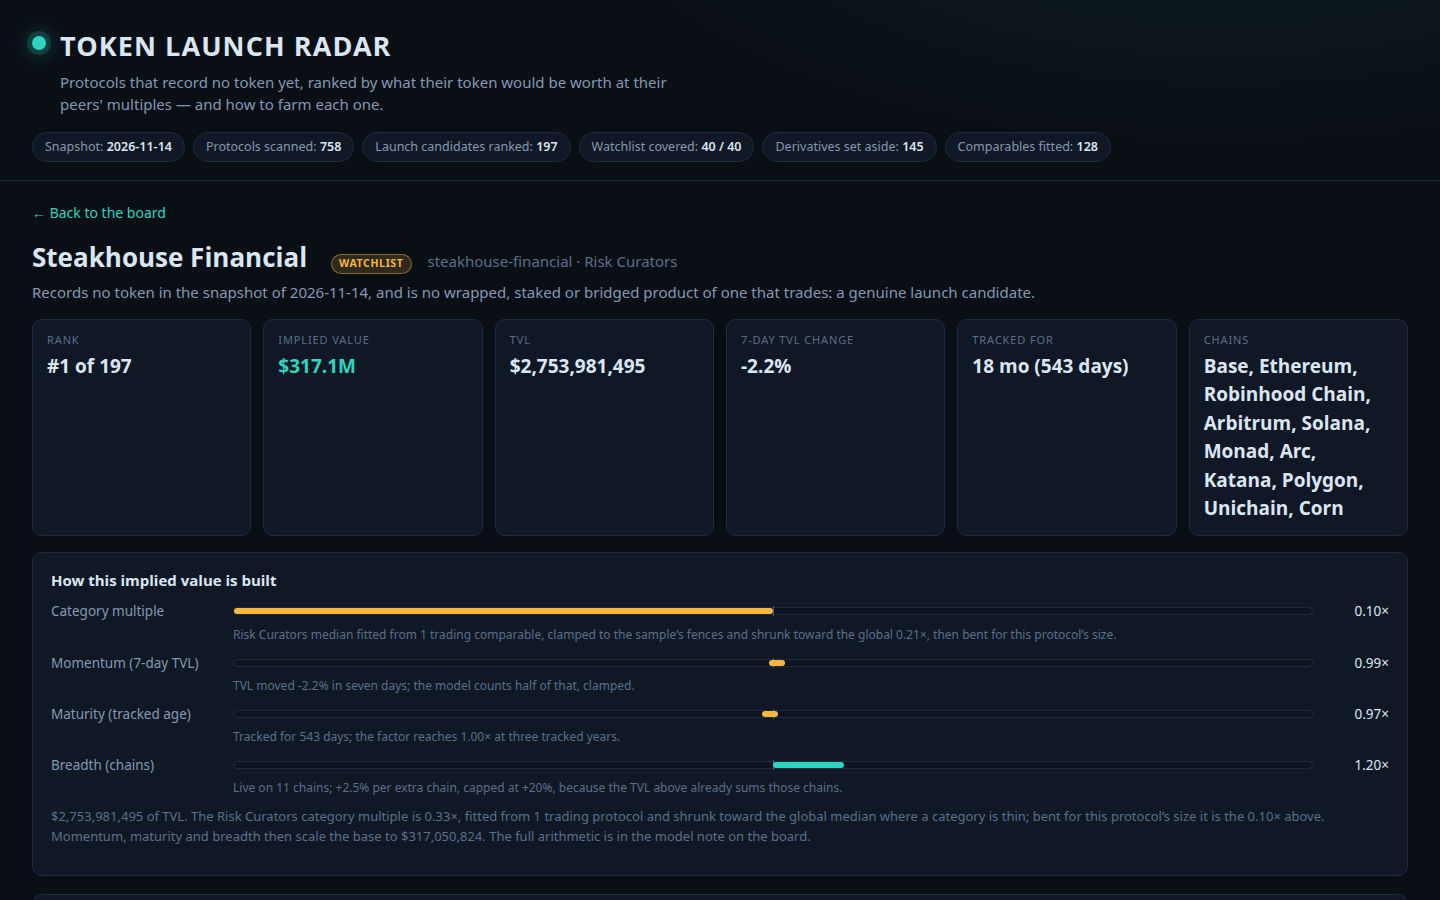 TOKEN LAUNCH RADAR
Protocols that record no token yet, ranked by what their token would be worth at their
peers' multiples — and how to farm each one.
Snapshot: 2026-11-14
Protocols scanned: 758
Launch candidates ranked: 197
Watchlist covered: 40 / 40
Derivatives set aside: 145
Comparables fitted: 128
← Back to the board
Steakhouse Financial WATCHLIST steakhouse-financial · Risk Curators
Records no token in the snapshot of 2026-11-14, and is no wrapped, staked or bridged product of one that trades: a genuine launch candidate.
RANK
#1 of 197
IMPLIED VALUE
$317.1M
TVL
$2,753,981,495
7-DAY TVL CHANGE
-2.2%
TRACKED FOR
18 mo (543 days)
CHAINS
Base, Ethereum,
Robinhood Chain,
Arbitrum, Solana,
Monad, Arc,
Katana, Polygon,
Unichain, Corn
How this implied value is built
Category multiple 0.10×
Risk Curators median fitted from 1 trading comparable, clamped to the sample's fences and shrunk toward the global 0.21×, then bent for this protocol's size.
Momentum (7-day TVL) 0.99×
TVL moved -2.2% in seven days; the model counts half of that, clamped.
Maturity (tracked age) 0.97×
Tracked for 543 days; the factor reaches 1.00× at three tracked years.
Breadth (chains) 1.20×
Live on 11 chains; +2.5% per extra chain, capped at +20%, because the TVL above already sums those chains.
$2,753,981,495 of TVL. The Risk Curators category multiple is 0.33×, fitted from 1 trading protocol and shrunk toward the global median where a category is thin; bent for this protocol's size it is the 0.10× above.
Momentum, maturity and breadth then scale the base to $317,050,824. The full arithmetic is in the model note on the board.